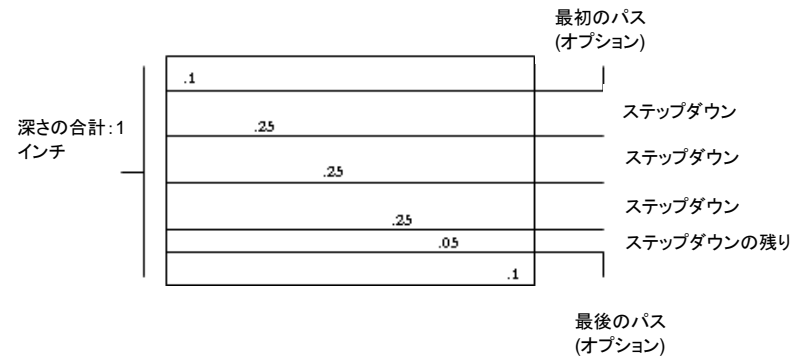 最初のパス
(オプション)
.1
ステップダウン
深さの合計:1
インチ
.25
ステップダウン
.25
ステップダウン
.25
ステップダウンの残り
.05
.1
最後のパス
(オプション)